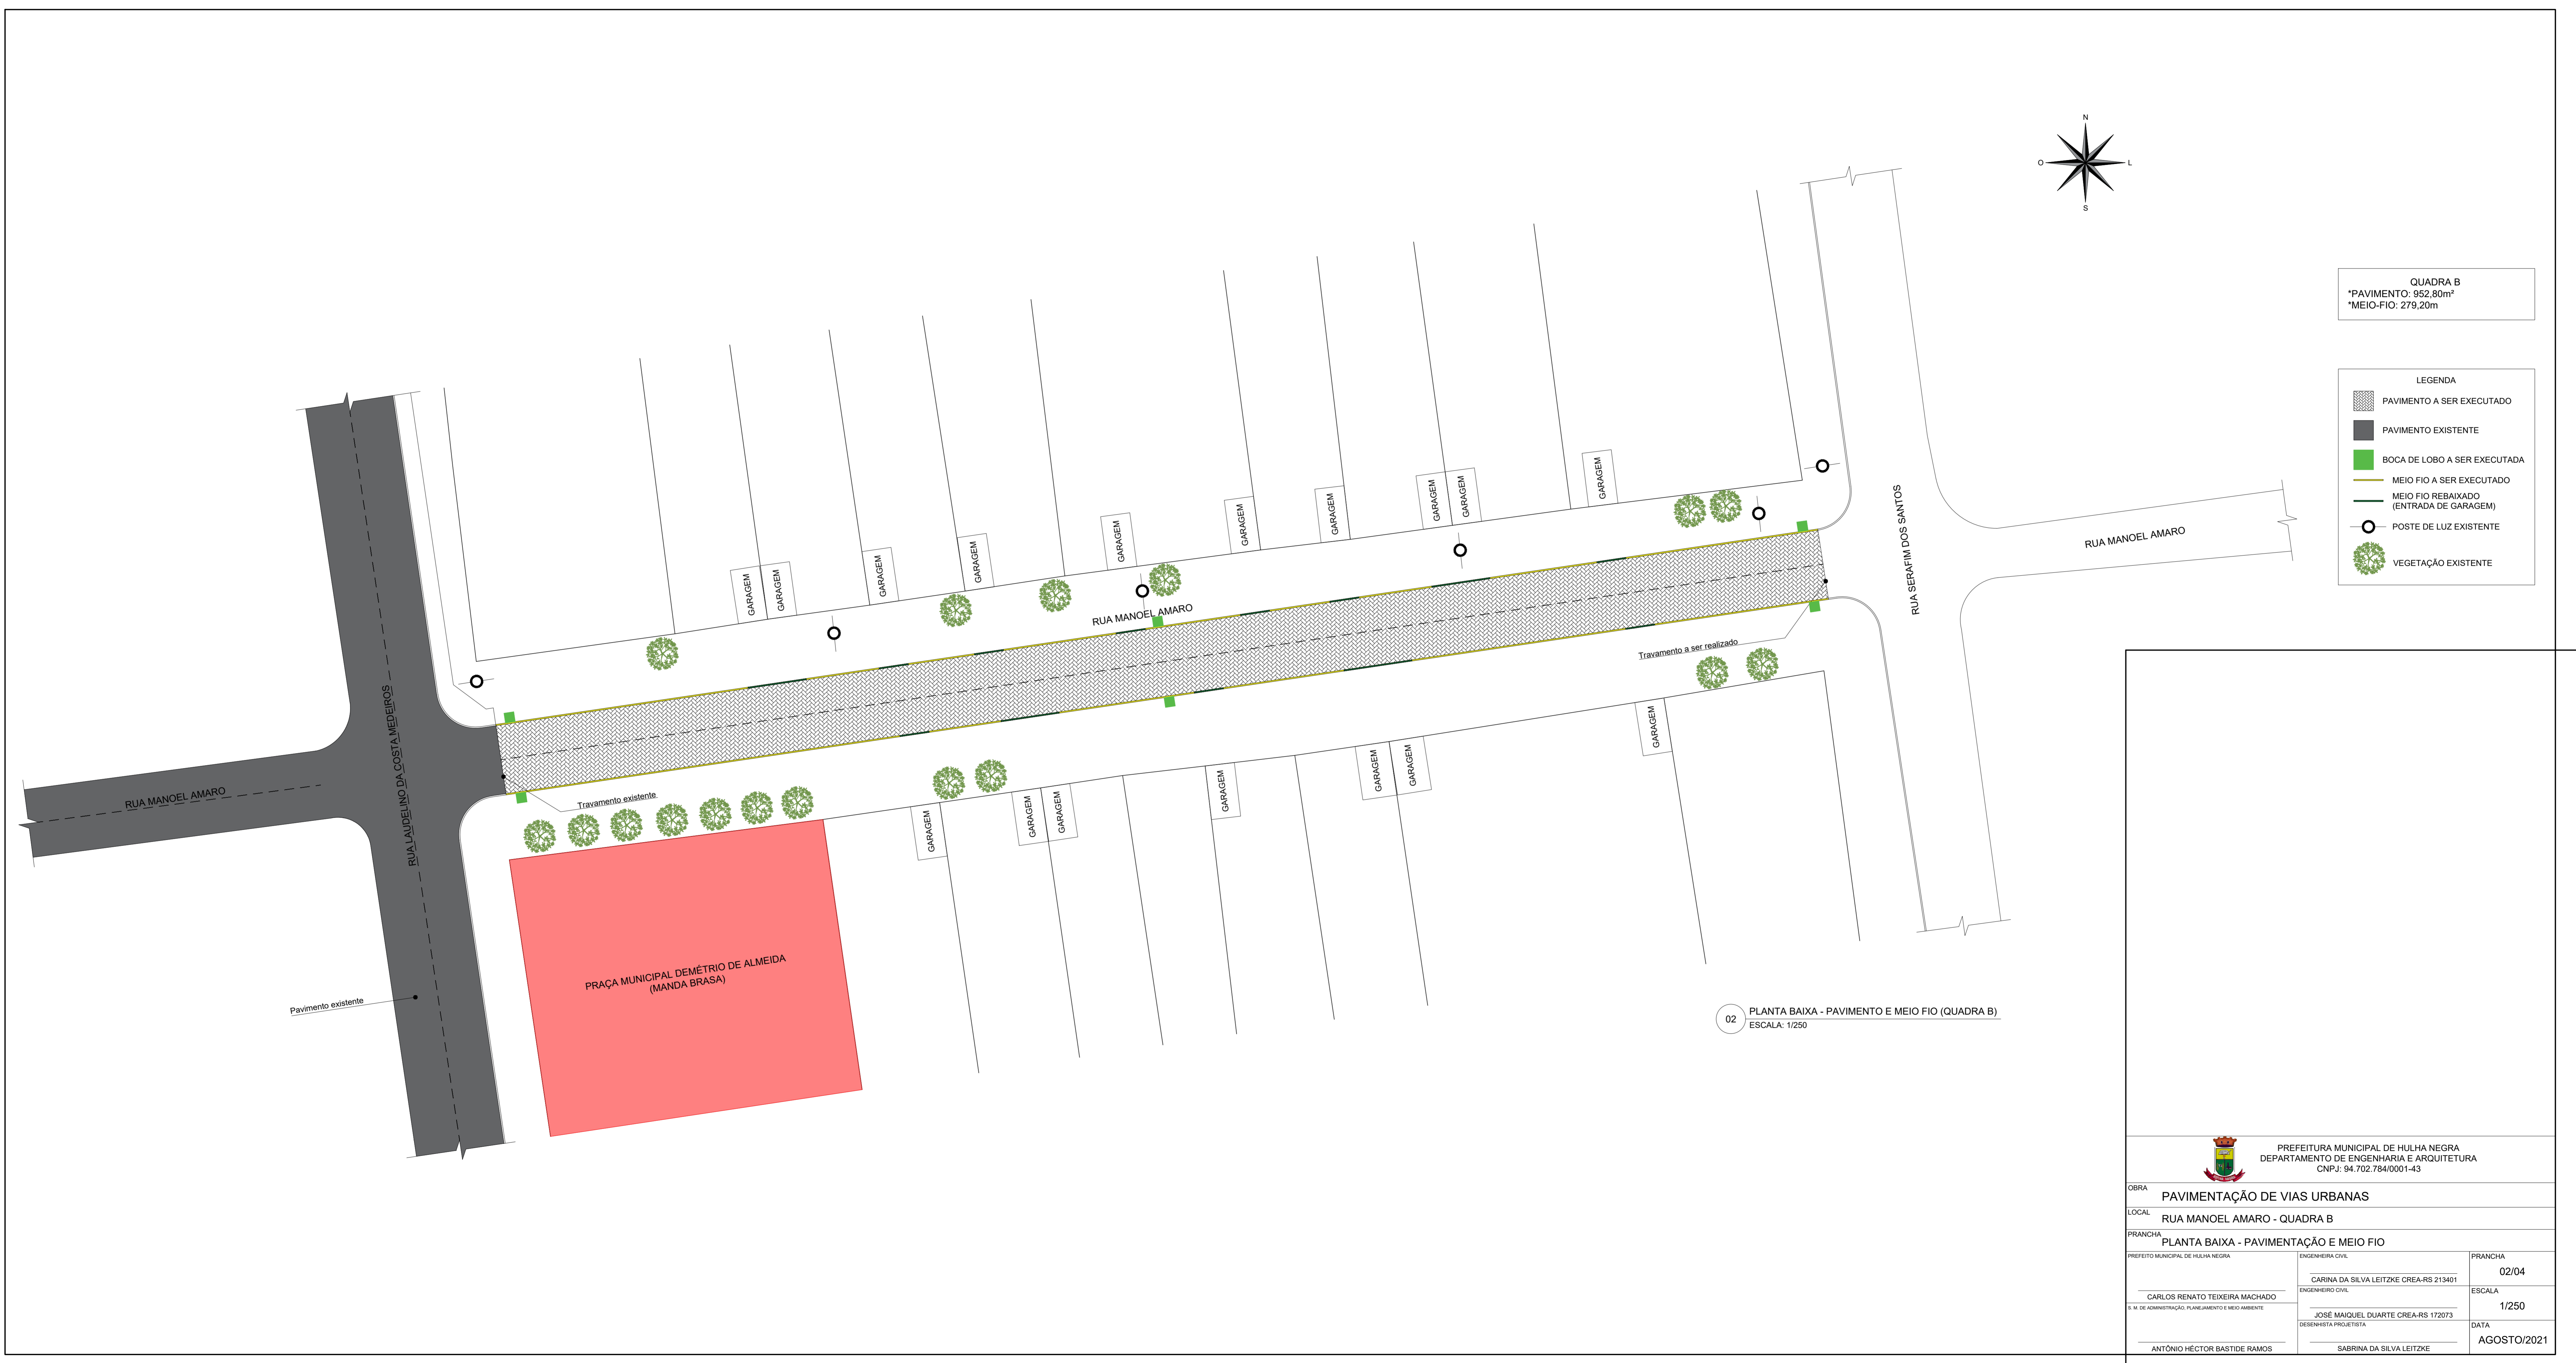 N
O
L
S
QUADRA B
*PAVIMENTO: 952,80m²
*MEIO-FIO: 279,20m
LEGENDA
PAVIMENTO A SER EXECUTADO
PAVIMENTO EXISTENTE
BOCA DE LOBO A SER EXECUTADA
MEIO FIO A SER EXECUTADO
MEIO FIO REBAIXADO
(ENTRADA DE GARAGEM)
POSTE DE LUZ EXISTENTE
VEGETAÇÃO EXISTENTE
GARAGEM
GARAGEM
GARAGEM
GARAGEM
GARAGEM
GARAGEM
GARAGEM
GARAGEM
GARAGEM
GARAGEM
RUA MANOEL AMARO
RUA SERAFIM DOS SANTOS
RUA MANOEL AMARO
Travamento a ser realizado
RUA LAUDELINO DA COSTA MEDEIROS
RUA MANOEL AMARO
Travamento existente
GARAGEM
GARAGEM
GARAGEM
GARAGEM
GARAGEM
GARAGEM
GARAGEM
PRAÇA MUNICIPAL DEMÉTRIO DE ALMEIDA
(MANDA BRASA)
Pavimento existente
02
PLANTA BAIXA - PAVIMENTO E MEIO FIO (QUADRA B)
ESCALA: 1/250
PREFEITURA MUNICIPAL DE HULHA NEGRA
DEPARTAMENTO DE ENGENHARIA E ARQUITETURA
CNPJ: 94.702.784/0001-43
OBRA
PAVIMENTAÇÃO DE VIAS URBANAS
LOCAL
RUA MANOEL AMARO - QUADRA B
PRANCHA
PLANTA BAIXA - PAVIMENTAÇÃO E MEIO FIO
PREFEITO MUNICIPAL DE HULHA NEGRA
CARLOS RENATO TEIXEIRA MACHADO
S. M. DE ADMINISTRAÇÃO, PLANEJAMENTO E MEIO AMBIENTE
ANTÔNIO HÉCTOR BASTIDE RAMOS
ENGENHEIRA CIVIL
CARINA DA SILVA LEITZKE CREA-RS 213401
ENGENHEIRO CIVIL
JOSÉ MAIQUEL DUARTE CREA-RS 172073
DESENHISTA PROJETISTA
SABRINA DA SILVA LEITZKE
PRANCHA
02/04
ESCALA
1/250
DATA
AGOSTO/2021